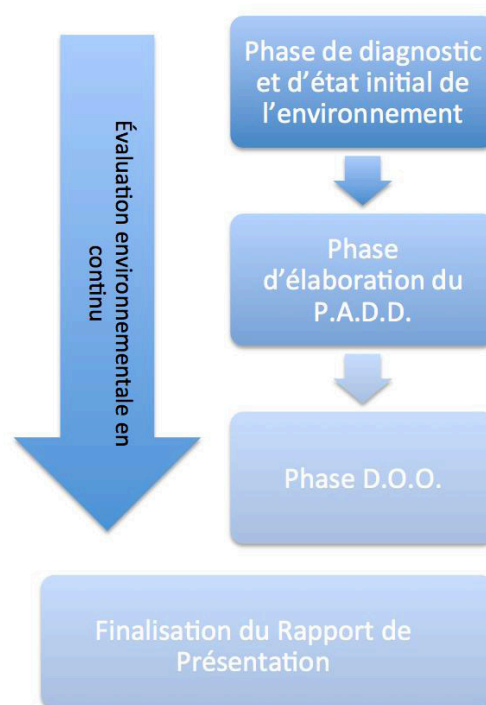 Évaluation environnementale en
continu
Phase de diagnostic
et d’état initial de
l’environnement
Phase
d’élaboration du
P.A.D.D.
Phase D.O.O.
Finalisation du Rapport de
Présentation